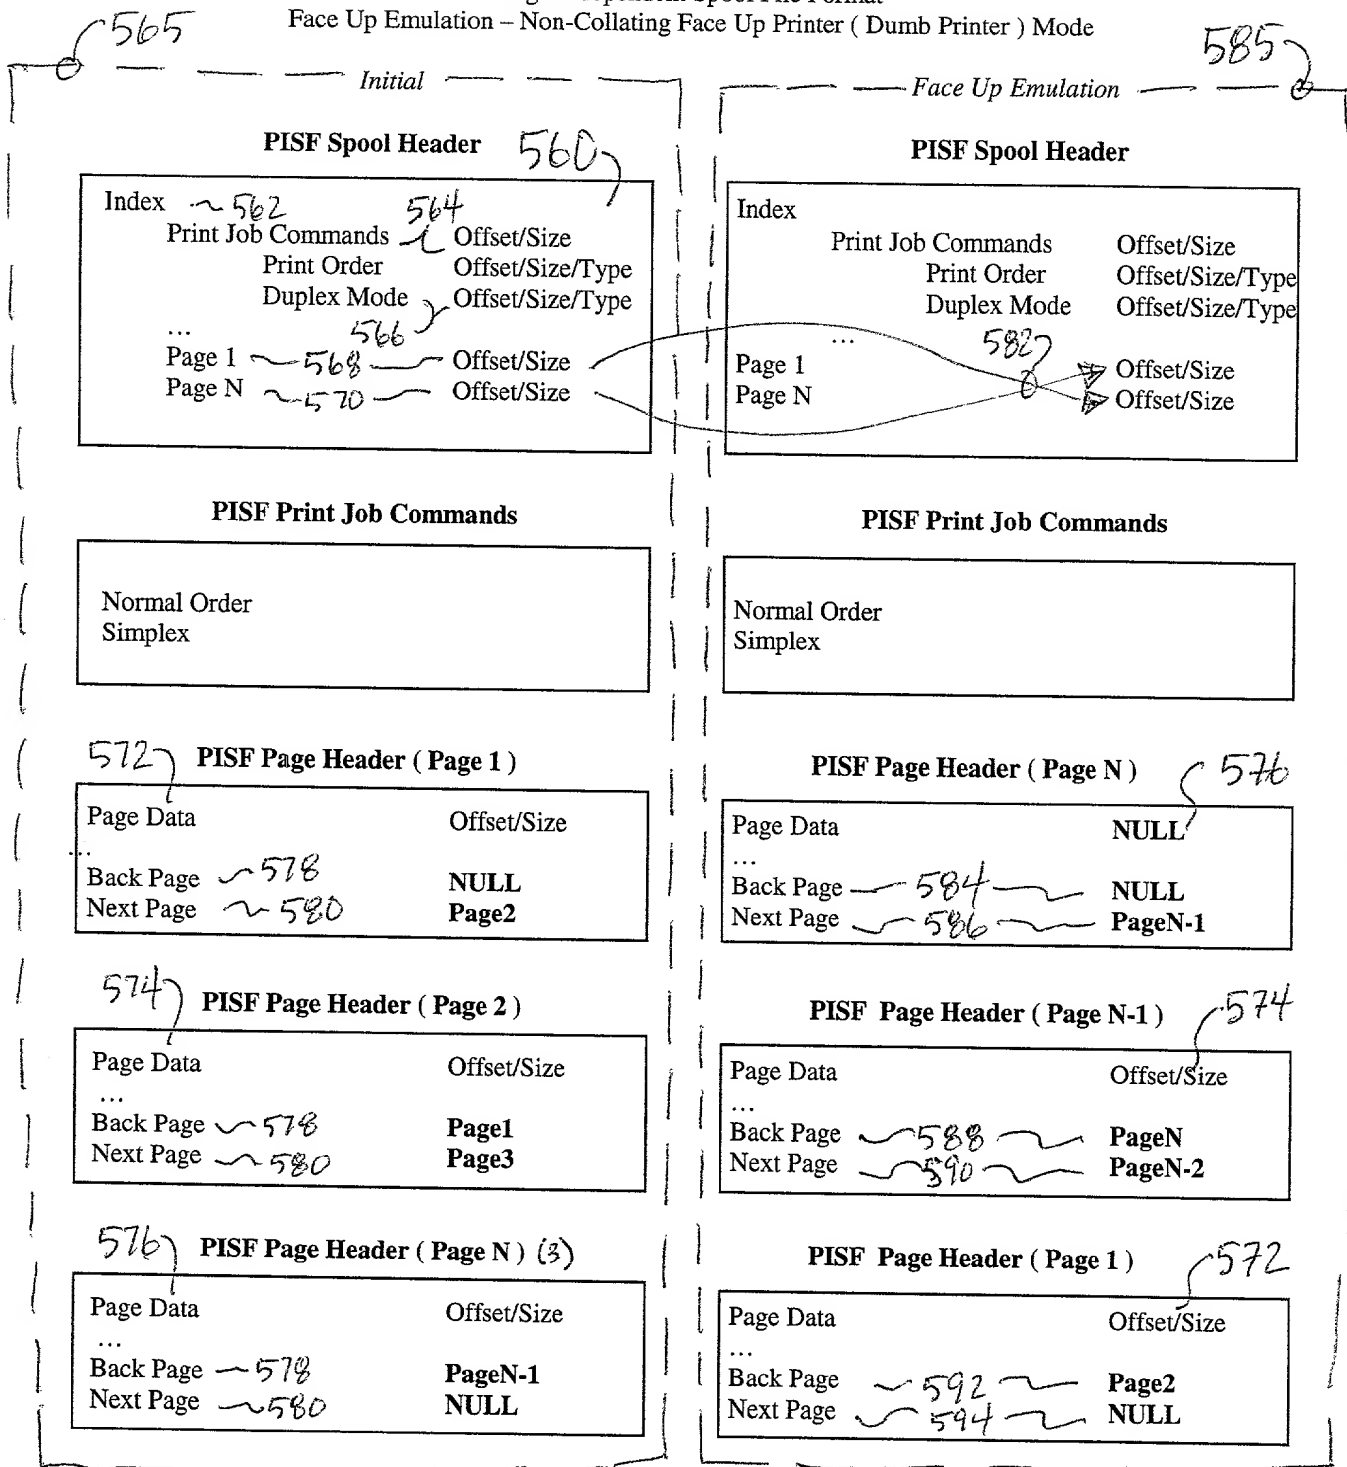 Face Up Emulation – Non-Collating Face Up Printer ( Dumb Printer ) Mode
565
585
Initial
PISF Spool Header 560
Index 562 564
Print Job Commands Offset/Size
Print Order Offset/Size/Type
Duplex Mode Offset/Size/Type
... 566
Page 1 568 Offset/Size
Page N 570 Offset/Size
PISF Print Job Commands
Normal Order
Simplex
572 PISF Page Header ( Page 1 )
Page Data Offset/Size
...
Back Page 578 NULL
Next Page 580 Page2
574 PISF Page Header ( Page 2 )
Page Data Offset/Size
...
Back Page 578 Page1
Next Page 580 Page3
576 PISF Page Header ( Page N ) (3)
Page Data Offset/Size
...
Back Page 578 PageN-1
Next Page 580 NULL
Face Up Emulation
PISF Spool Header
Index
Print Job Commands Offset/Size
Print Order Offset/Size/Type
Duplex Mode Offset/Size/Type
... 582
Page 1 Offset/Size
Page N Offset/Size
PISF Print Job Commands
Normal Order
Simplex
PISF Page Header ( Page N ) 576
Page Data NULL
...
Back Page 584 NULL
Next Page 586 PageN-1
PISF Page Header ( Page N-1 ) 574
Page Data Offset/Size
...
Back Page 588 PageN
Next Page 590 PageN-2
PISF Page Header ( Page 1 ) 572
Page Data Offset/Size
...
Back Page 592 Page2
Next Page 594 NULL